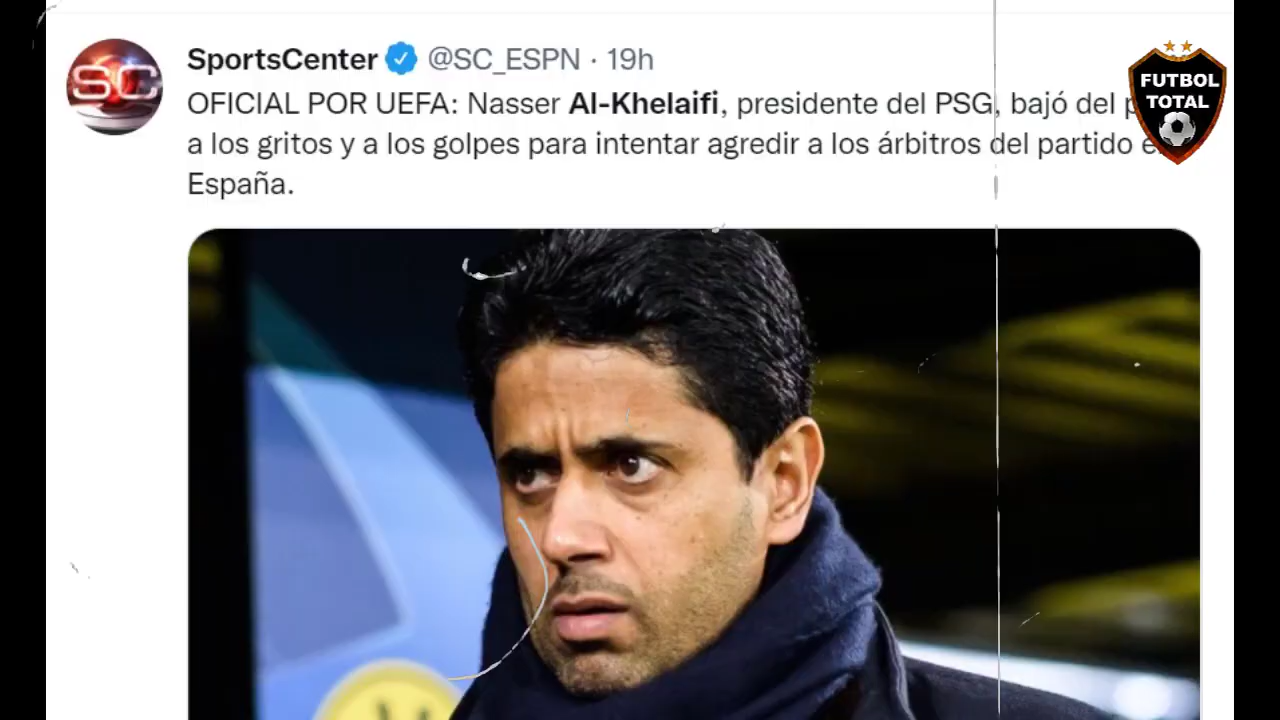 SportsCenter @SC_ESPN · 19h
OFICIAL POR UEFA: Nasser Al-Khelaifi, presidente del PSG, bajó del
a los gritos y a los golpes para intentar agredir a los árbitros del partido
España.
SC
FUTBOL
TOTAL